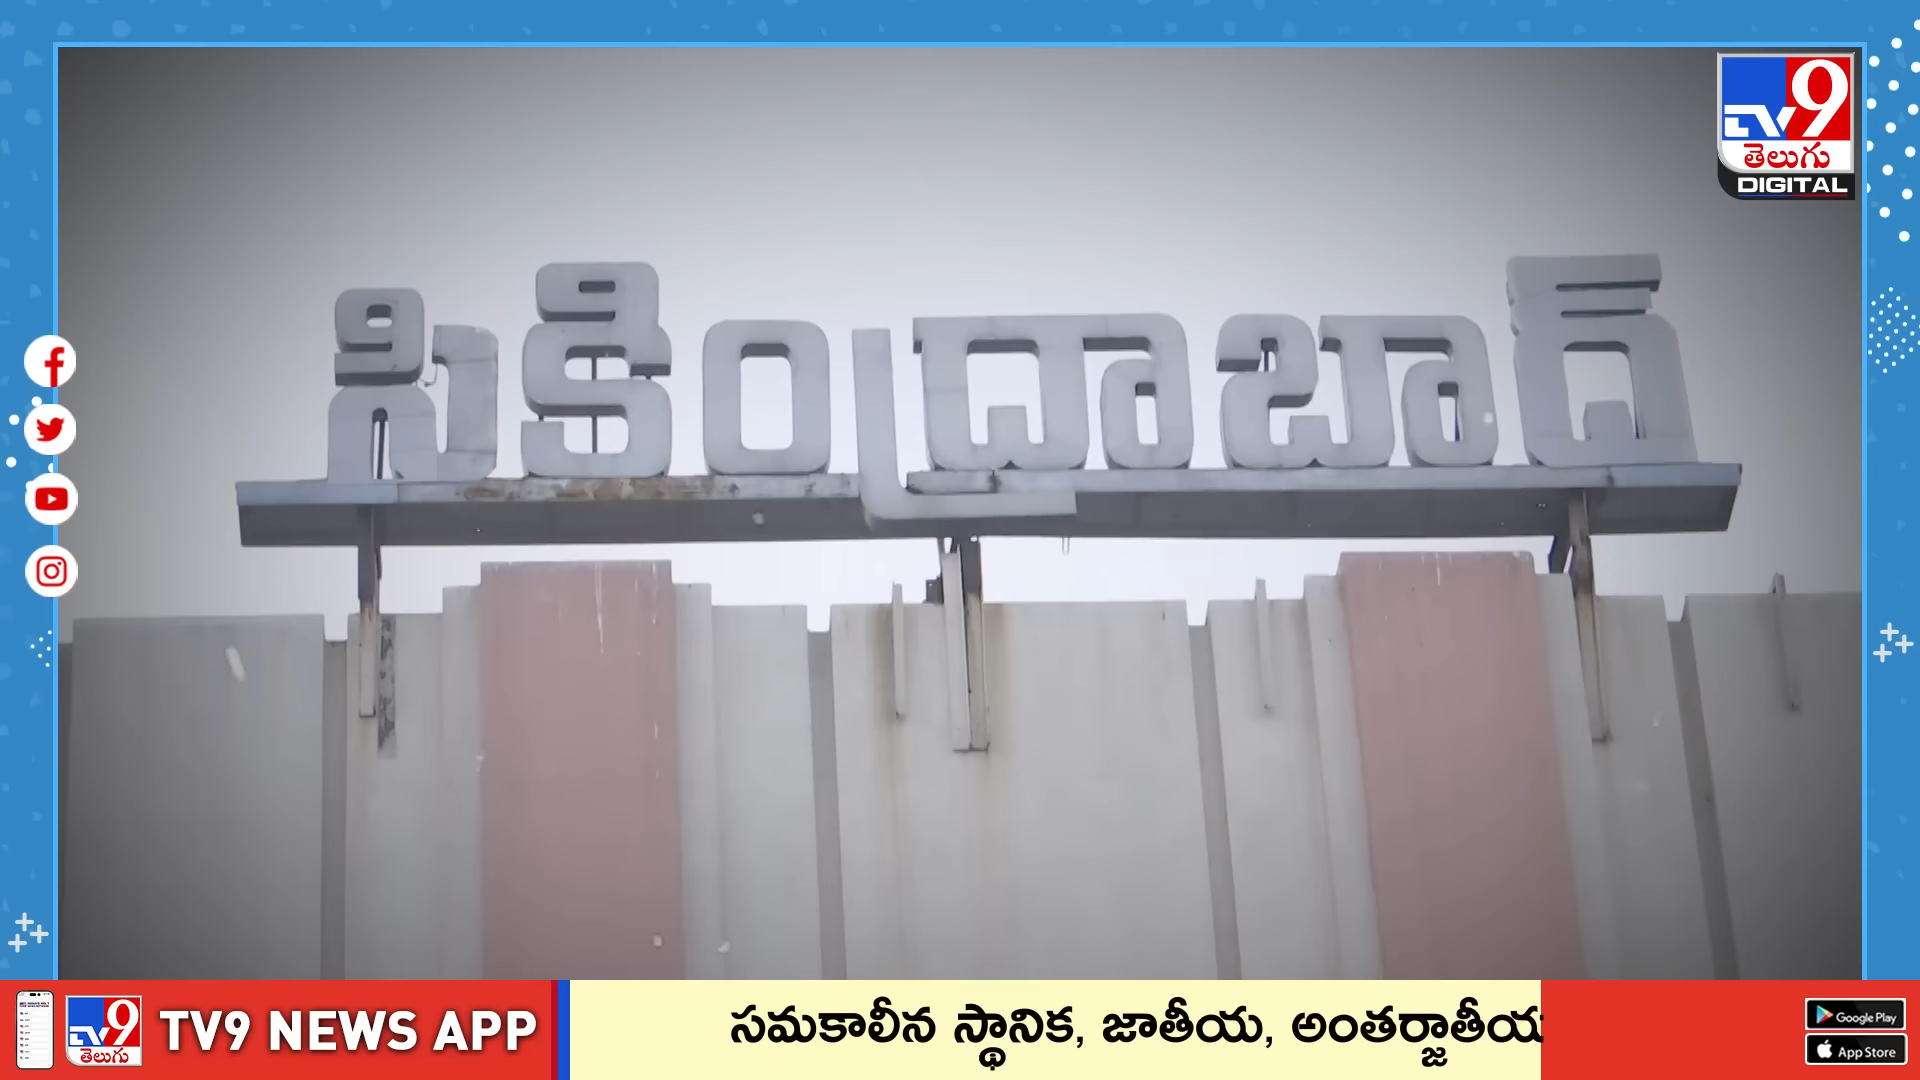 TV9
తెలుగు
DIGITAL
సికింద్రాబాద్
TV9
తెలుగు
TV9 NEWS APP
సమకాలీన స్థానిక, జాతీయ, అంతర్జాతీయ
Google Play
App Store